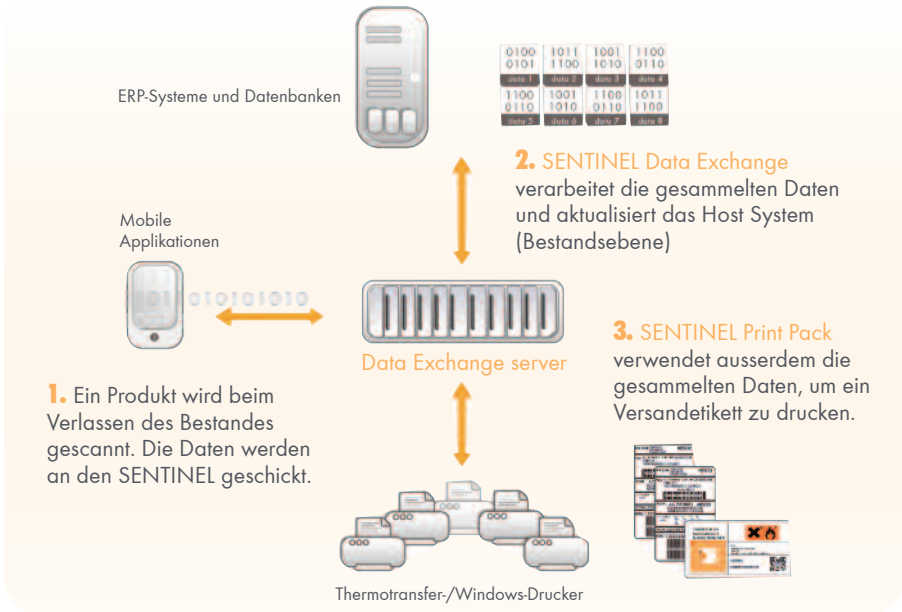 ERP-Systeme und Datenbanken
0100 1011 1001 1100
0101 1100 1010 0110
data 1 data 2 data 3 data 4
1100 1001 1100 1011
0110 1010 0110 1100
data 5 data 6 data 7 data 8
2. SENTINEL Data Exchange
verarbeitet die gesammelten Daten
und aktualisiert das Host System
(Bestandsebene)
Mobile
Applikationen
Data Exchange server
1. Ein Produkt wird beim
Verlassen des Bestandes
gescannt. Die Daten werden
an den SENTINEL geschickt.
3. SENTINEL Print Pack
verwendet ausserdem die
gesammelten Daten, um ein
Versandetikett zu drucken.
Thermotransfer-/Windows-Drucker